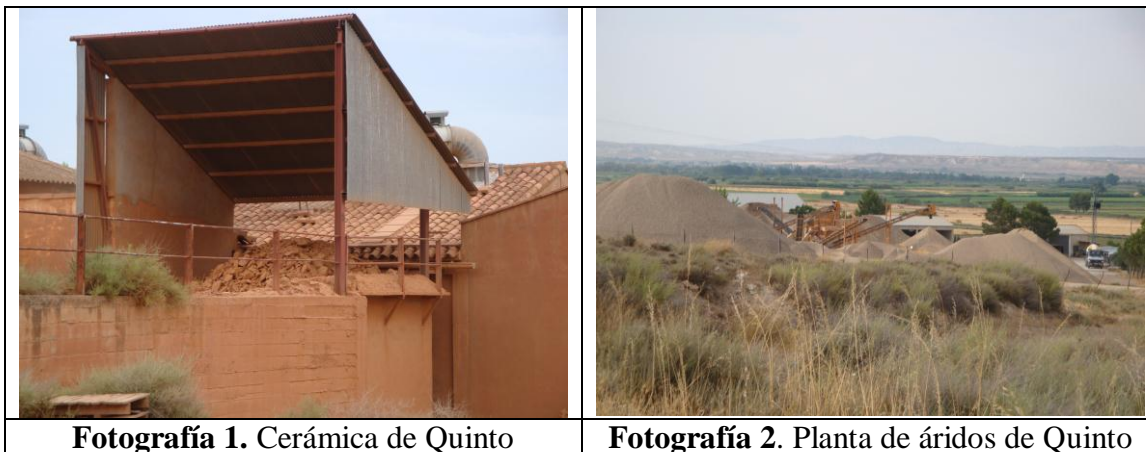 Fotografía 1. Cerámica de Quinto
Fotografía 2. Planta de áridos de Quinto